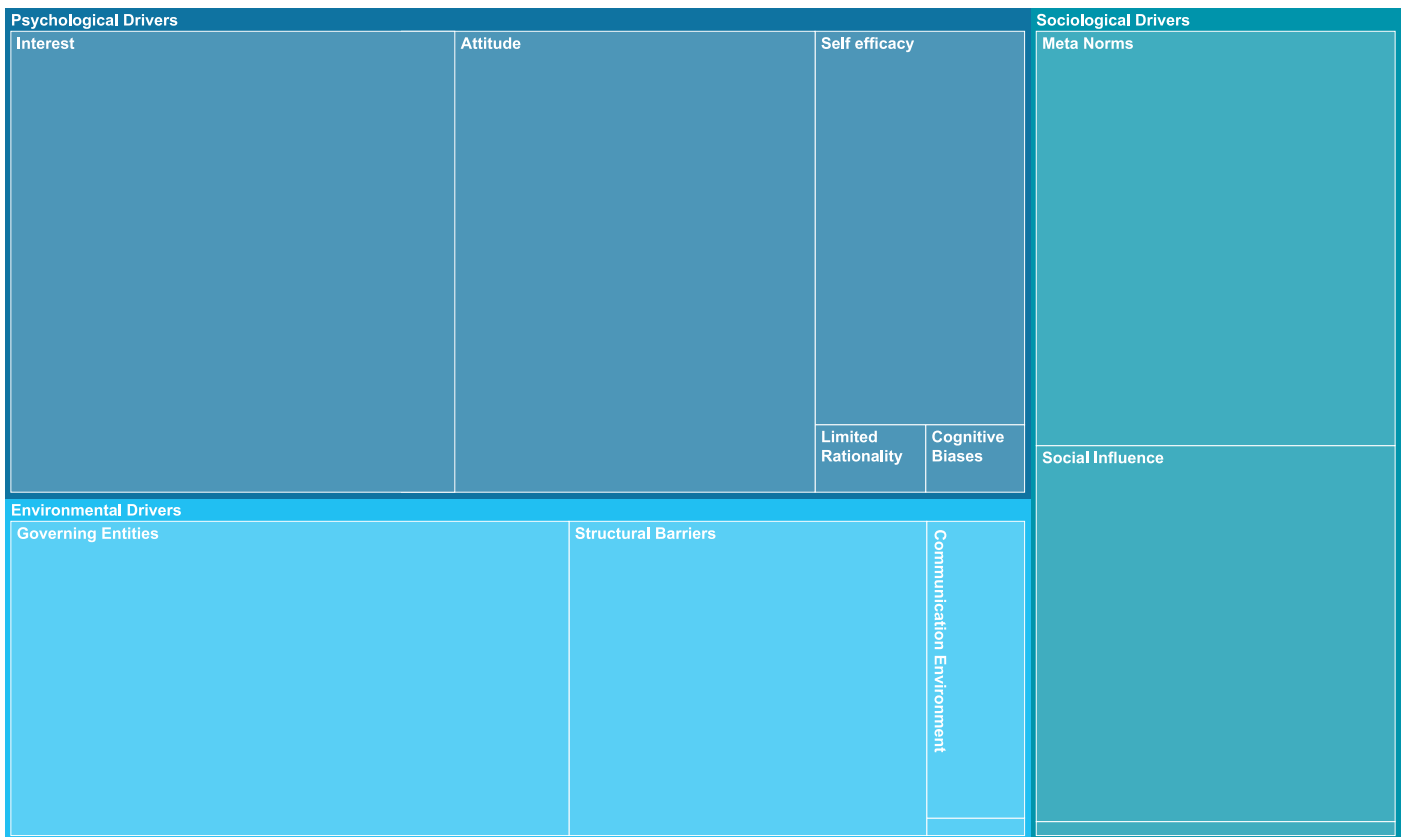 Psychological Drivers
Interest
Attitude
Self efficacy
Limited
Rationality
Cognitive
Biases
Environmental Drivers
Governing Entities
Structural Barriers
Communication Environment
Sociological Drivers
Meta Norms
Social Influence